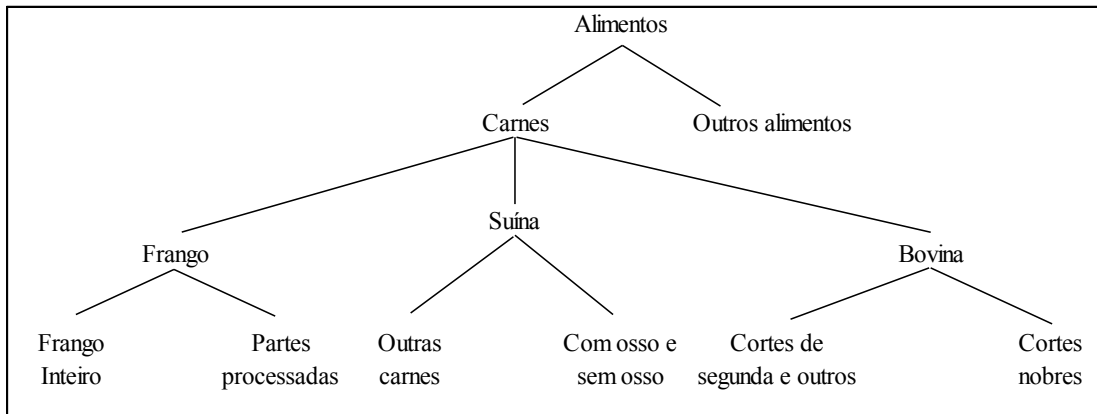 Alimentos
Carnes
Outros alimentos
Suína
Frango
Bovina
Frango
Inteiro
Partes
processadas
Outras
carnes
Com osso e
sem osso
Cortes de
segunda e outros
Cortes
nobres